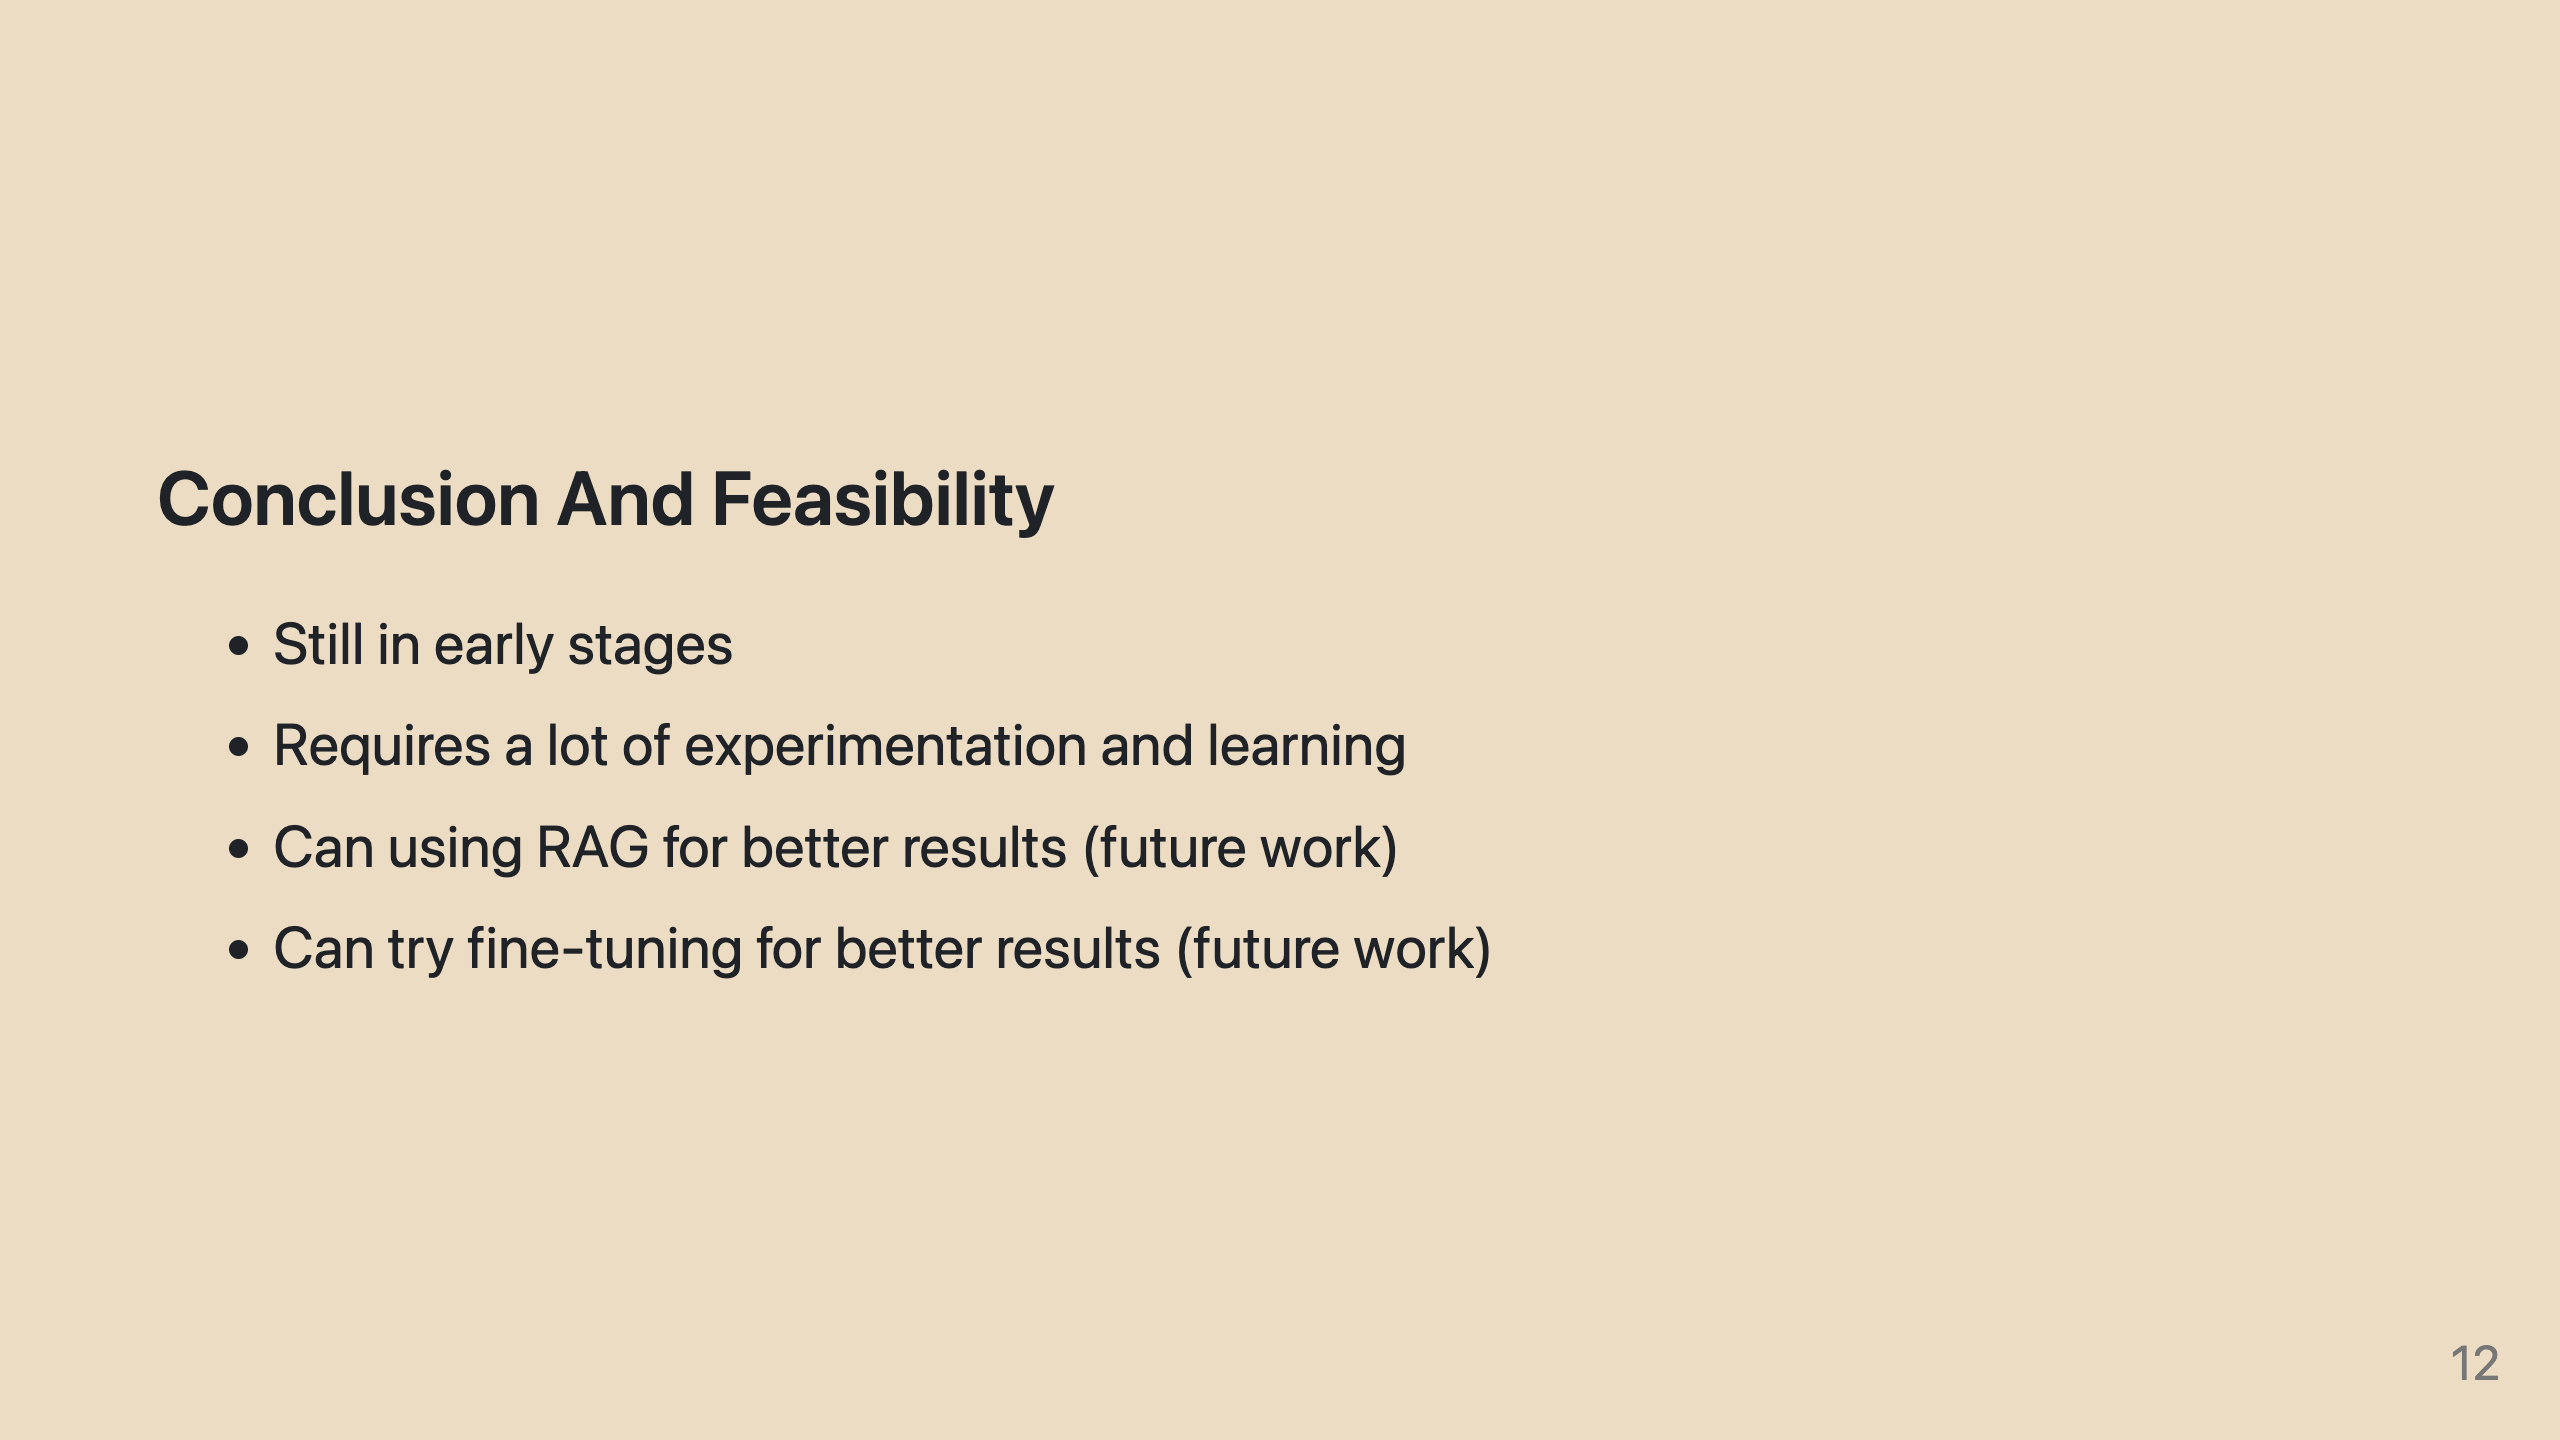 Conclusion And Feasibility
• Still in early stages
• Requires a lot of experimentation and learning
• Can using RAG for better results (future work)
• Can try fine-tuning for better results (future work)
12